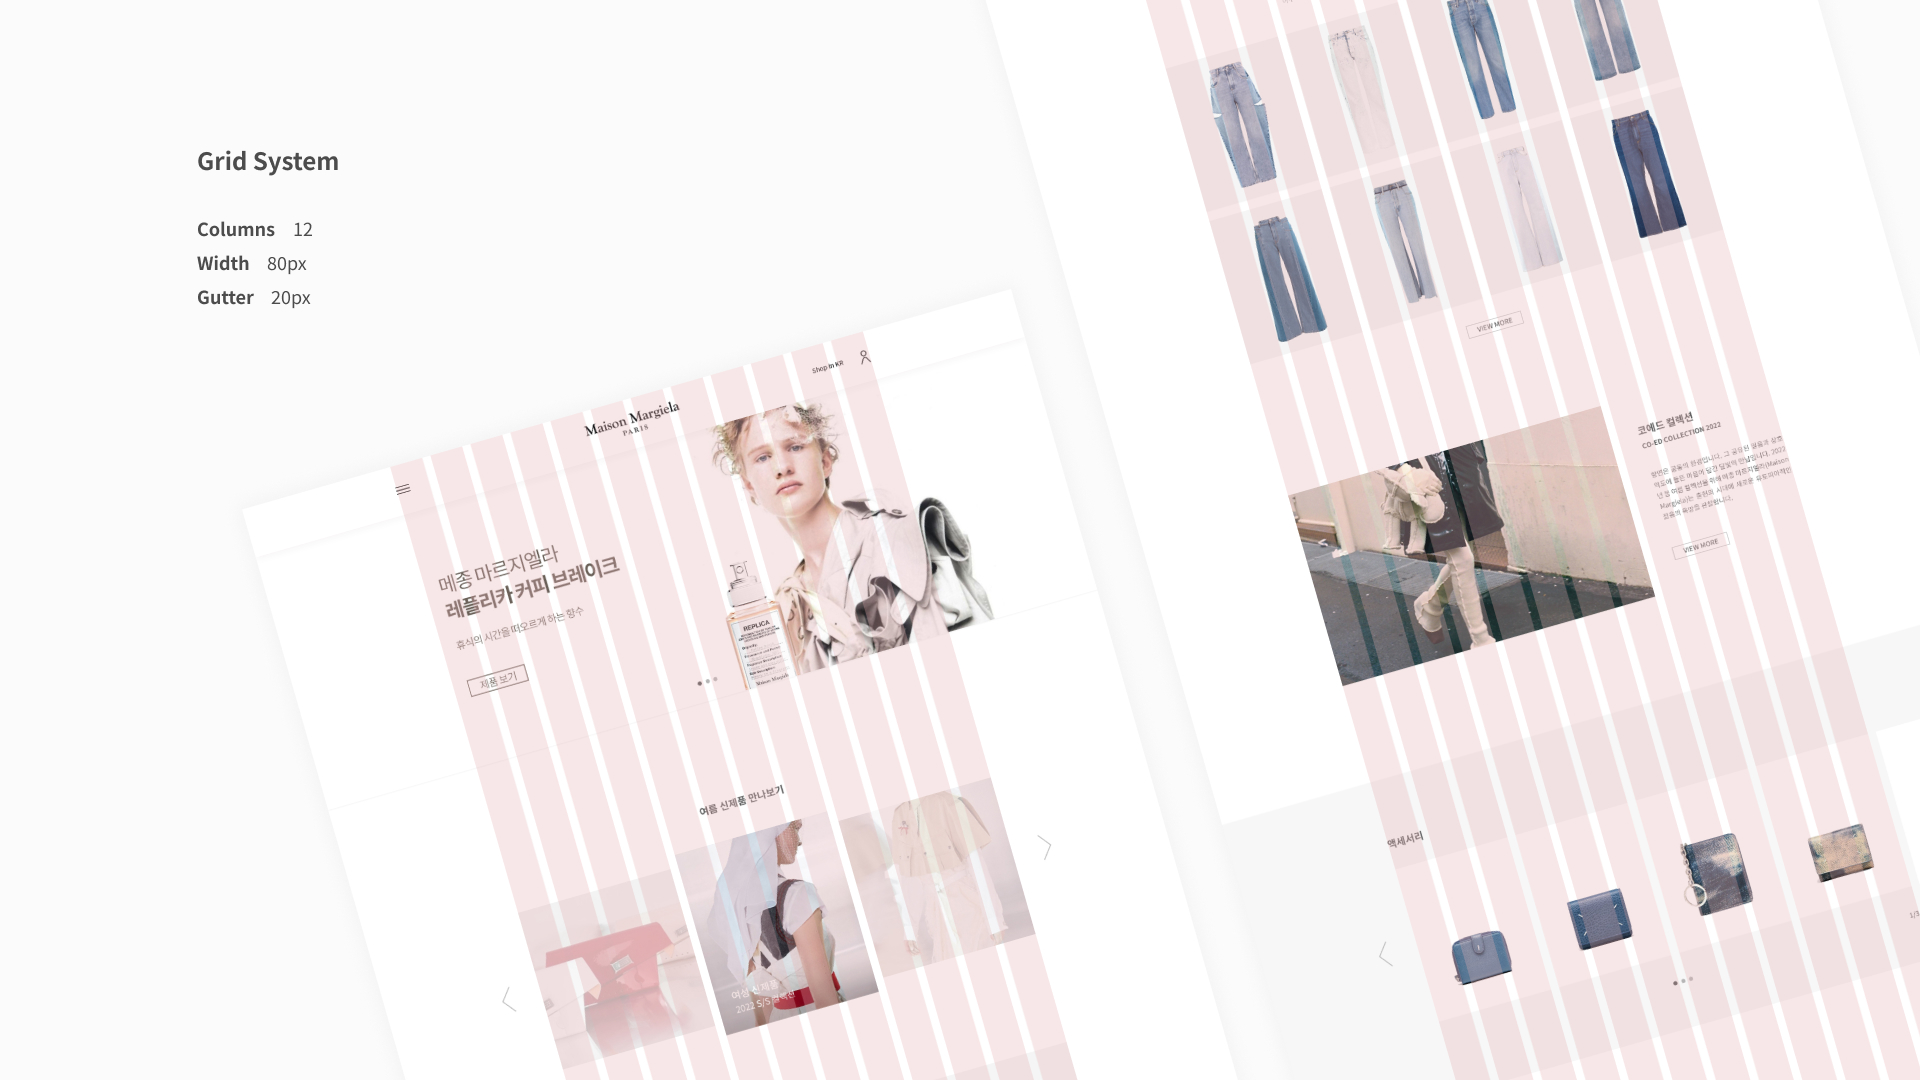 Grid System
Columns 12
Width 80px
Gutter 20px
Shop in KR
Maison Margiela
PARIS
메종 마르지엘라
레플리카 커피 브레이크
휴식의 시간을 떠오르게 하는 향수
제품 보기
REPLICA
Maison Margiela
여름 신제품 만나보기
여성 신제품
2022 S/S 컬렉션
VIEW MORE
코에드 컬렉션
CO-ED COLLECTION 2022
VIEW MORE
액세서리